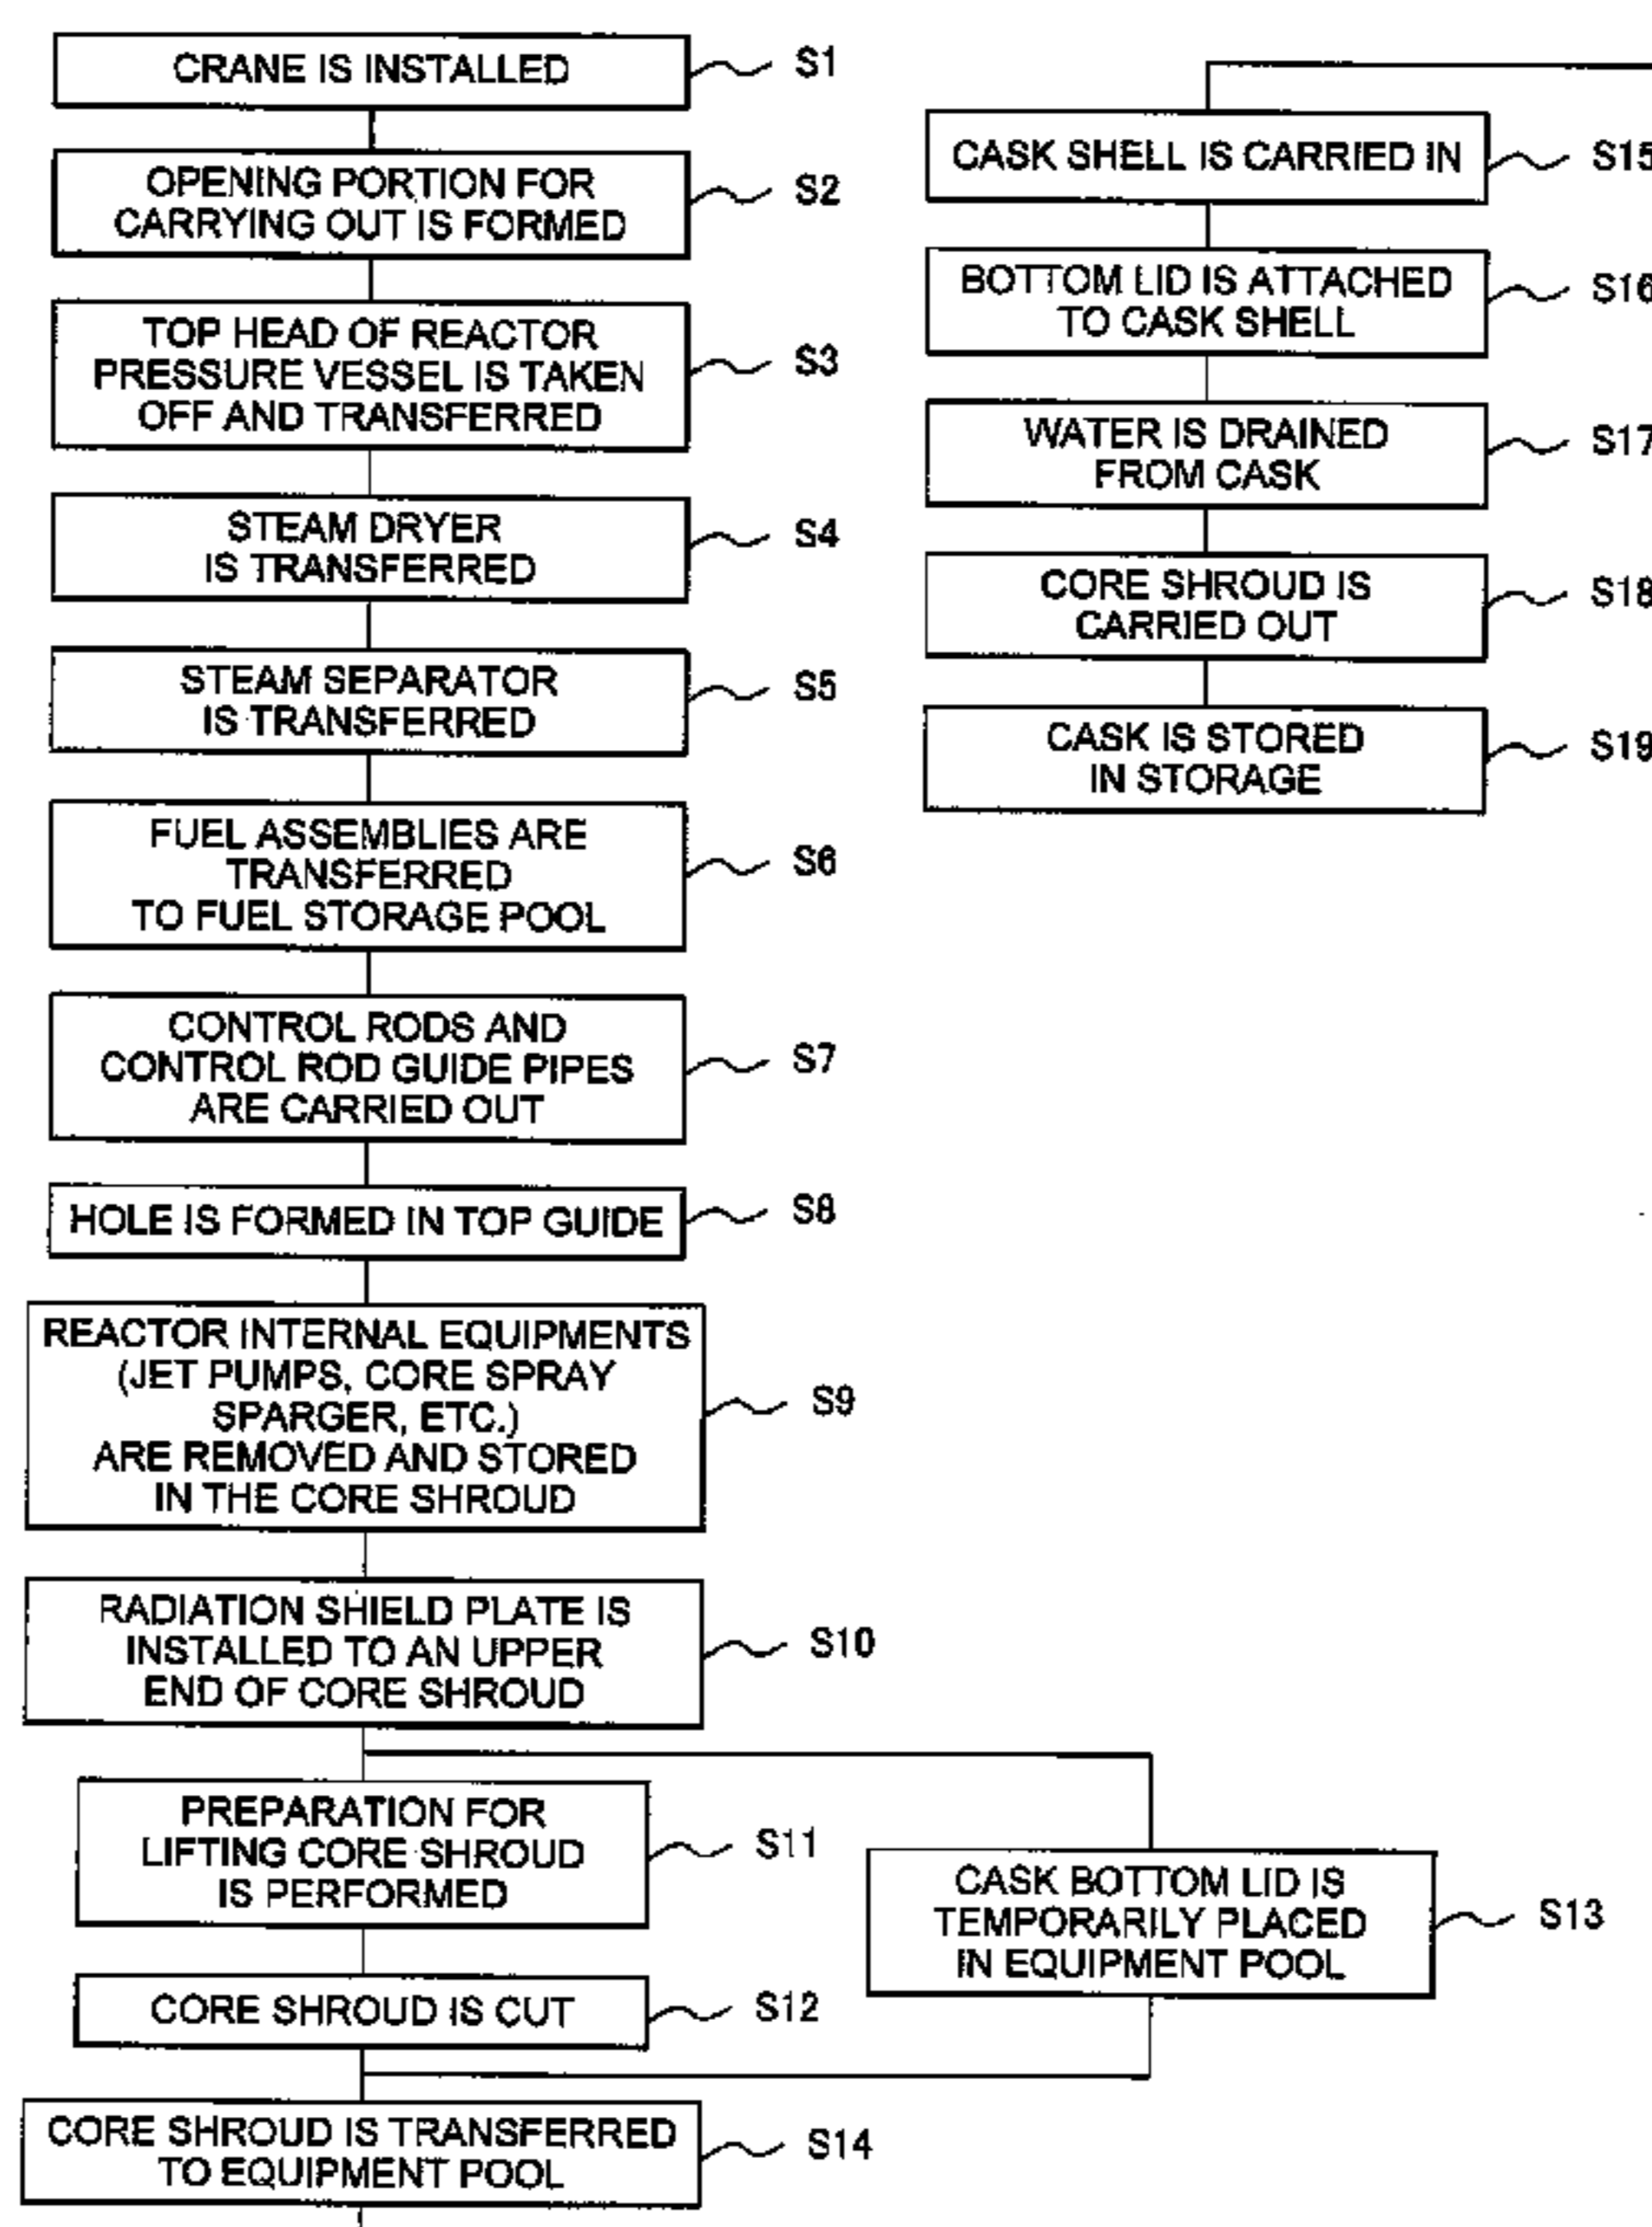 CRANE IS INSTALLED
S1
OPENING PORTION FOR
CARRYING OUT IS FORMED
S2
TOP HEAD OF REACTOR
PRESSURE VESSEL IS TAKEN
OFF AND TRANSFERRED
S3
STEAM DRYER
IS TRANSFERRED
S4
STEAM SEPARATOR
IS TRANSFERRED
S5
FUEL ASSEMBLIES ARE
TRANSFERRED
TO FUEL STORAGE POOL
S6
CONTROL RODS AND
CONTROL ROD GUIDE PIPES
ARE CARRIED OUT
S7
HOLE IS FORMED IN TOP GUIDE
S8
REACTOR INTERNAL EQUIPMENTS
(JET PUMPS, CORE SPRAY
SPARGER, ETC.)
ARE REMOVED AND STORED
IN THE CORE SHROUD
S9
RADIATION SHIELD PLATE IS
INSTALLED TO AN UPPER
END OF CORE SHROUD
S10
PREPARATION FOR
LIFTING CORE SHROUD
IS PERFORMED
S11
CORE SHROUD IS CUT
S12
CASK BOTTOM LID IS
TEMPORARILY PLACED
IN EQUIPMENT POOL
S13
CORE SHROUD IS TRANSFERRED
TO EQUIPMENT POOL
S14
CASK SHELL IS CARRIED IN
S15
BOTTOM LID IS ATTACHED
TO CASK SHELL
S16
WATER IS DRAINED
FROM CASK
S17
CORE SHROUD IS
CARRIED OUT
S18
CASK IS STORED
IN STORAGE
S19